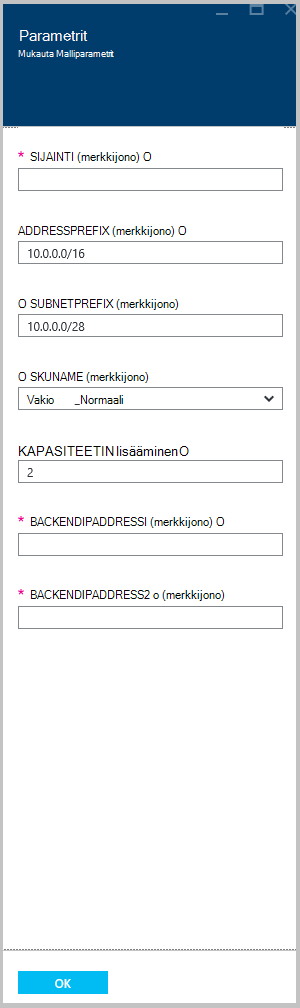 Parametrit
Mukauta Malliparametrit
* SIJAINTI (merkkijono) O
ADDRESSPREFIX (merkkijono) O
10.0.0.0/16
O SUBNETPREFIX (merkkijono)
10.0.0.0/28
O SKUNAME (merkkijono)
Vakio _Normaali
KAPASITEETIN lisääminen O
2
* BACKENDIPADDRESSI (merkkijono) O
* BACKENDIPADDRESS2 o (merkkijono)
OK